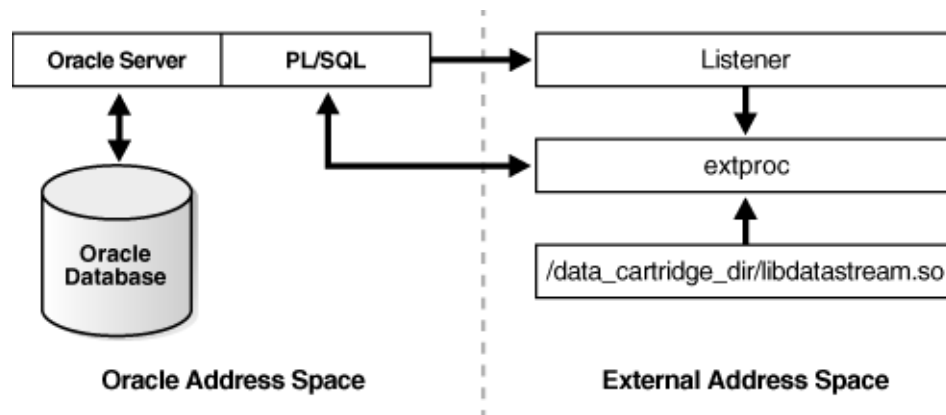 Oracle Server
PL/SQL
Listener
extproc
Oracle
Database
/data_cartridge_dir/libdatastream.so
Oracle Address Space
External Address Space